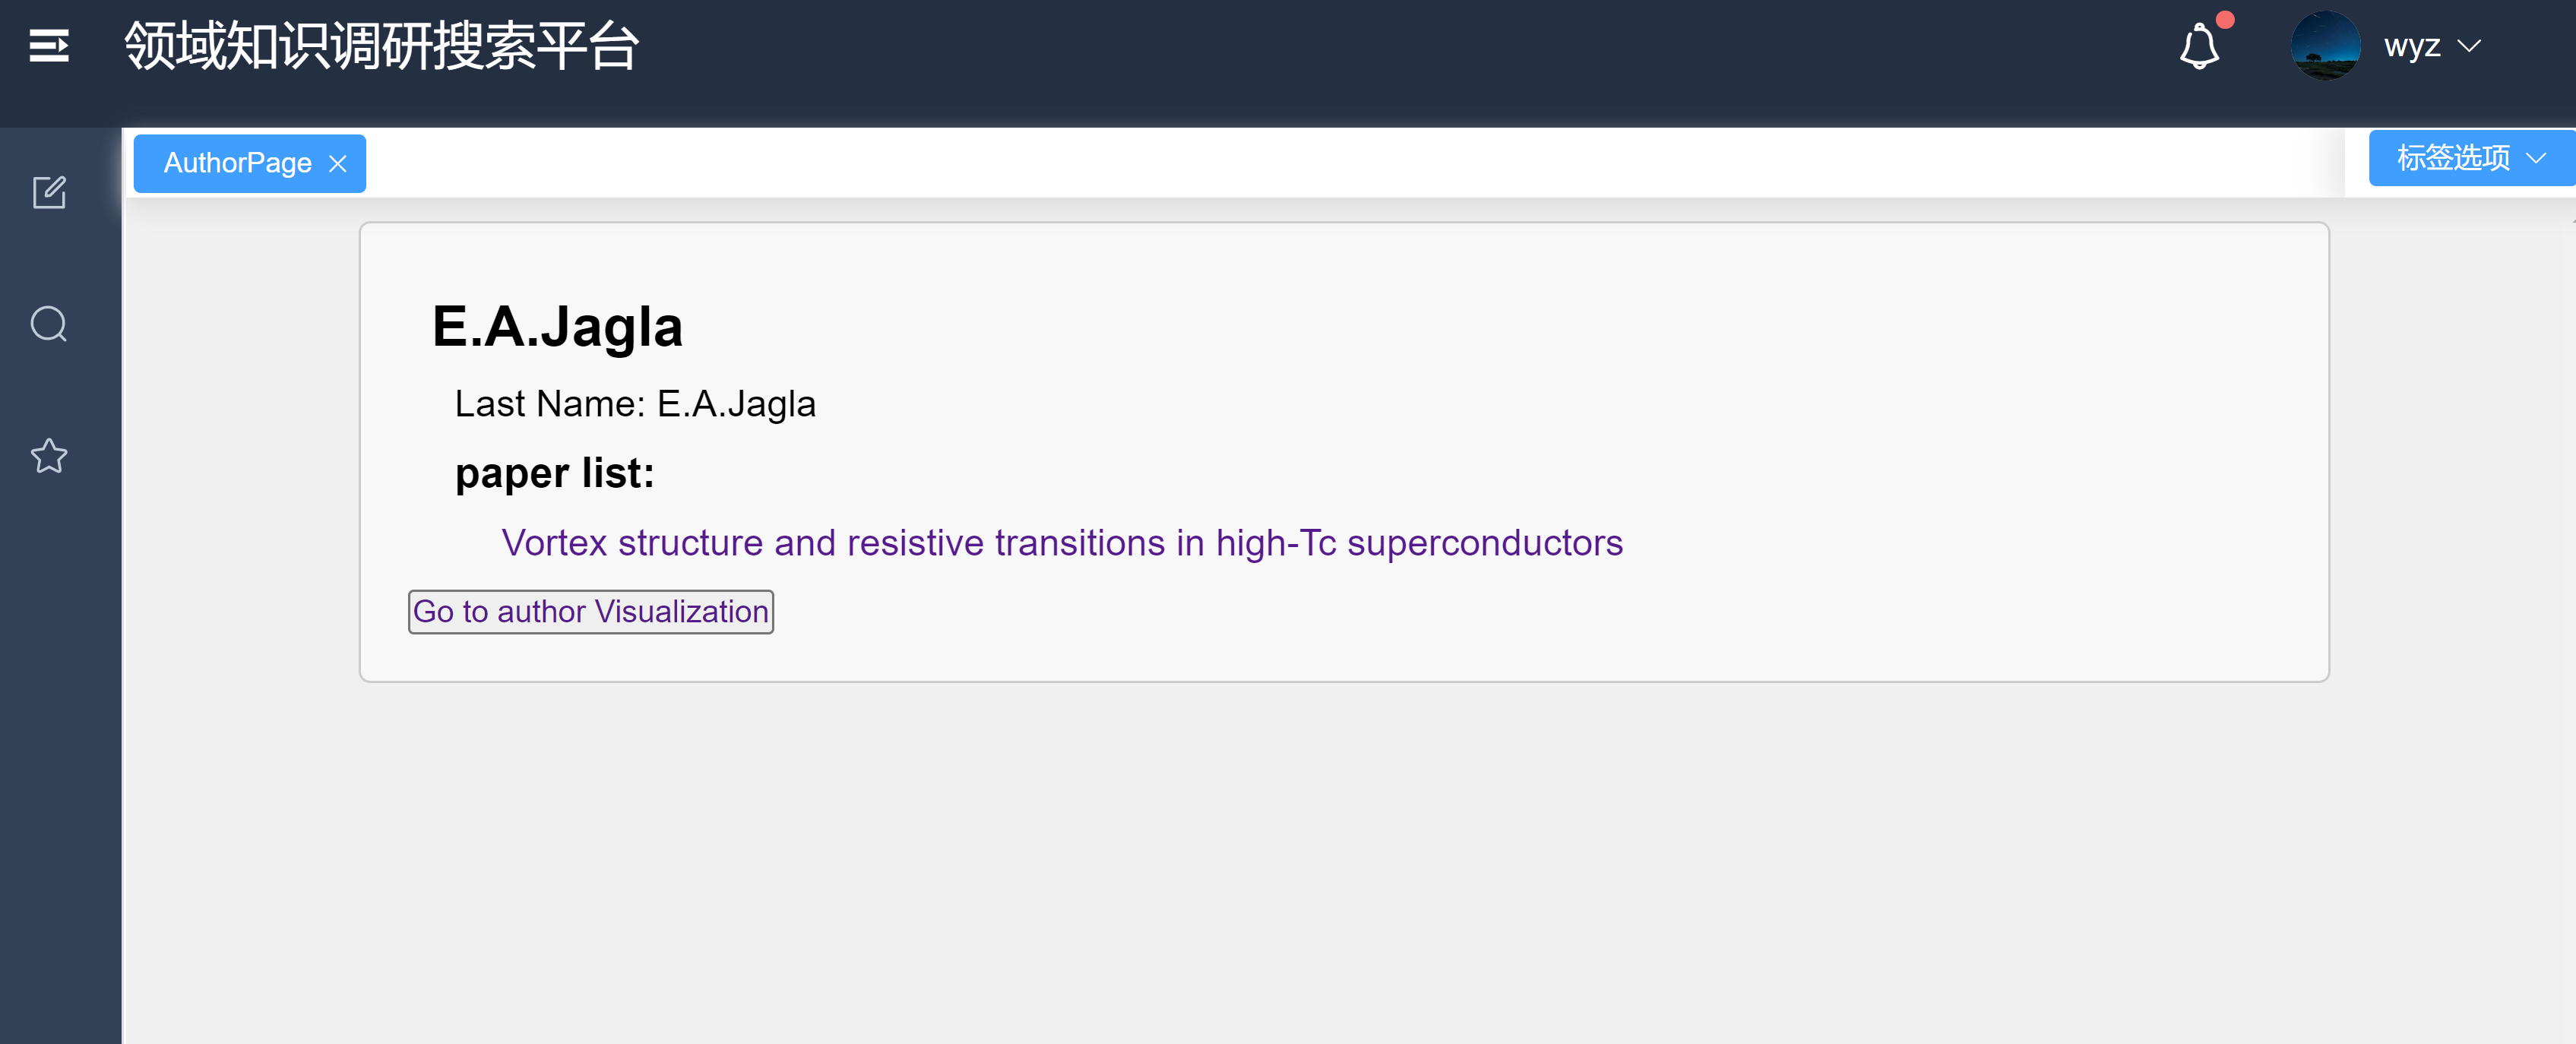 领域知识调研搜索平台
wyz
AuthorPage
标签选项
E.A.Jagla
Last Name: E.A.Jagla
paper list:
Vortex structure and resistive transitions in high-Tc superconductors
Go to author Visualization